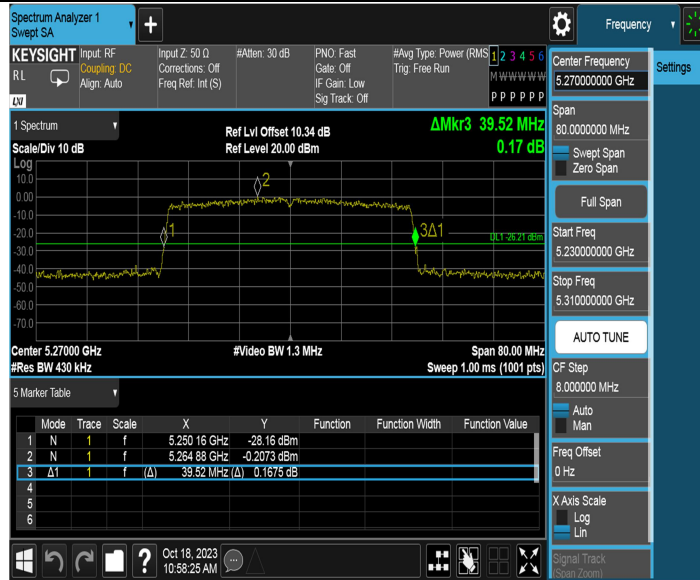 Spectrum Analyzer 1
Swept SA
Frequency
KEYSIGHT
RL
LXI
Input: RF
Coupling: DC
Align: Auto
Input Z: 50 Ω
Corrections: Off
Freq Ref: Int (S)
#Atten: 30 dB
PNO: Fast
Gate: Off
IF Gain: Low
Sig Track: Off
#Avg Type: Power (RMS
Trig: Free Run
1 2 3 4 5 6
M W W W W W
P P P P P P
Center Frequency
5.270000000 GHz
Settings
Span
80.0000000 MHz
Swept Span
Zero Span
Full Span
Start Freq
5.230000000 GHz
Stop Freq
5.310000000 GHz
AUTO TUNE
CF Step
8.000000 MHz
Auto
Man
Freq Offset
0 Hz
X Axis Scale
Log
Lin
Signal Track
(Span Zoom)
1 Spectrum
Scale/Div 10 dB
Ref Lvl Offset 10.34 dB
Ref Level 20.00 dBm
ΔMkr3 39.52 MHz
0.17 dB
Log
10.0
0.00
-10.0
-20.0
-30.0
-40.0
-50.0
-60.0
-70.0
2
1
3Δ1
DL1 -26.21 dBm
Center 5.27000 GHz
#Video BW 1.3 MHz
Span 80.00 MHz
#Res BW 430 kHz
Sweep 1.00 ms (1001 pts)
5 Marker Table
Mode Trace Scale X Y Function Function Width Function Value
1 N 1 f 5.250 16 GHz -28.16 dBm
2 N 1 f 5.264 88 GHz -0.2073 dBm
3 Δ1 1 f (Δ) 39.52 MHz (Δ) 0.1675 dB
4
5
6
?
Oct 18, 2023
10:58:25 AM